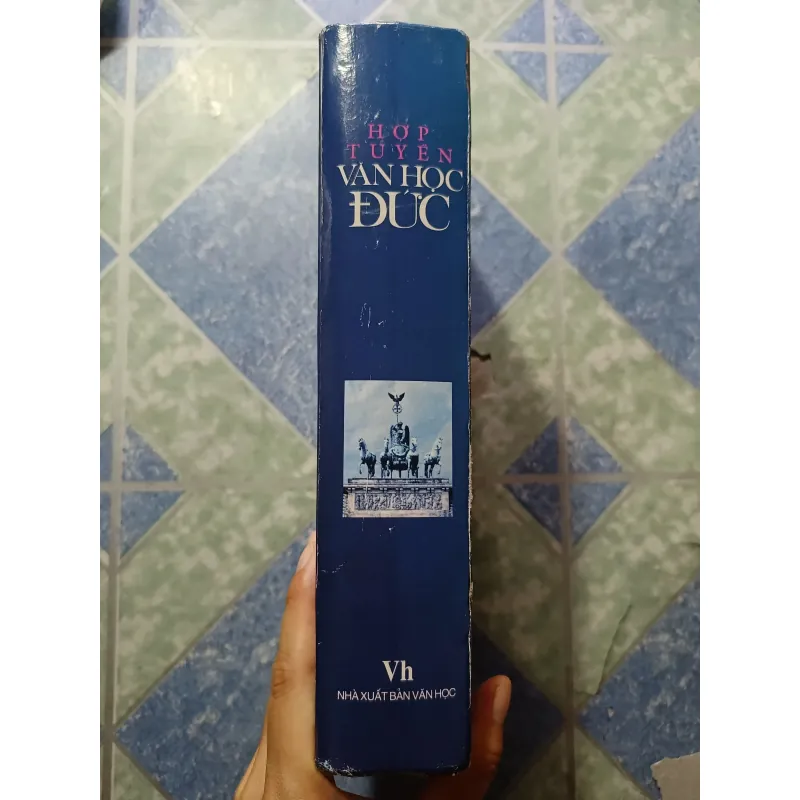 HỢP
TUYỂN
VĂN HỌC
ĐỨC
Vh
NHÀ XUẤT BẢN VĂN HỌC